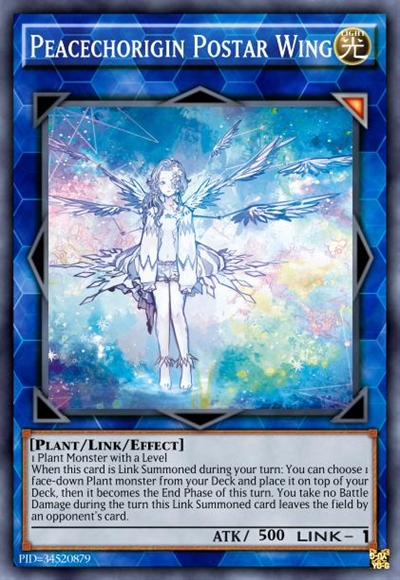 PEACECHORIGIN POSTAR WING
LIGHT
光
[PLANT/LINK/EFFECT]
1 Plant Monster with a Level
When this card is Link Summoned during your turn: You can choose 1
face-down Plant monster from your Deck and place it on top of your
Deck, then it becomes the End Phase of this turn. You take no Battle
Damage during the turn this Link Summoned card leaves the field by
an opponent's card.
ATK/ 500 LINK- 1
PID=34520879